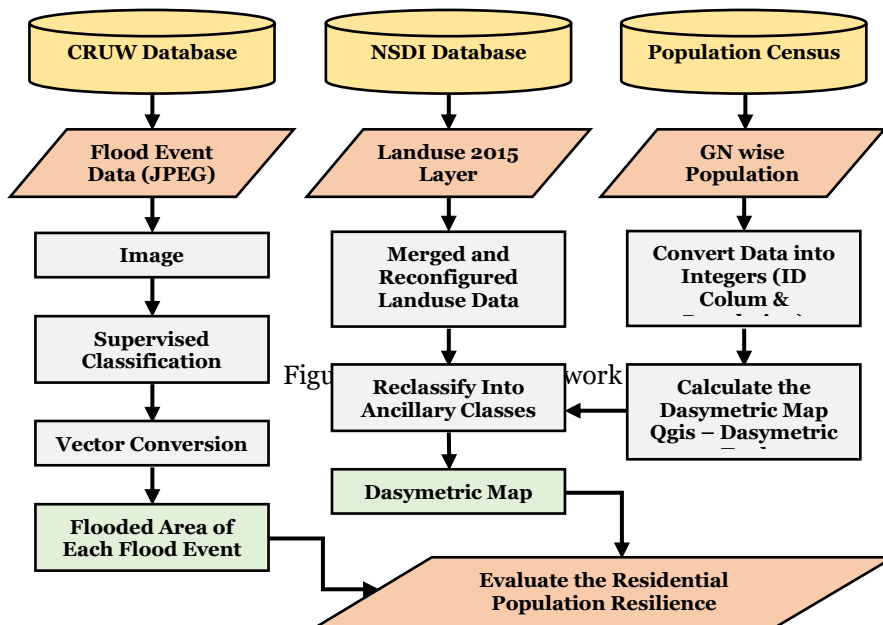 CRUW Database
NSDI Database
Population Census
Flood Event
Data (JPEG)
Landuse 2015
Layer
GN wise
Population
Image
Merged and
Reconfigured
Landuse Data
Convert Data into
Integers (ID
Colum &
Supervised
Classification
Figu
work
Reclassify Into
Ancillary Classes
Calculate the
Dasymetric Map
Qgis – Dasymetric
Vector Conversion
Dasymetric Map
Flooded Area of
Each Flood Event
Evaluate the Residential
Population Resilience